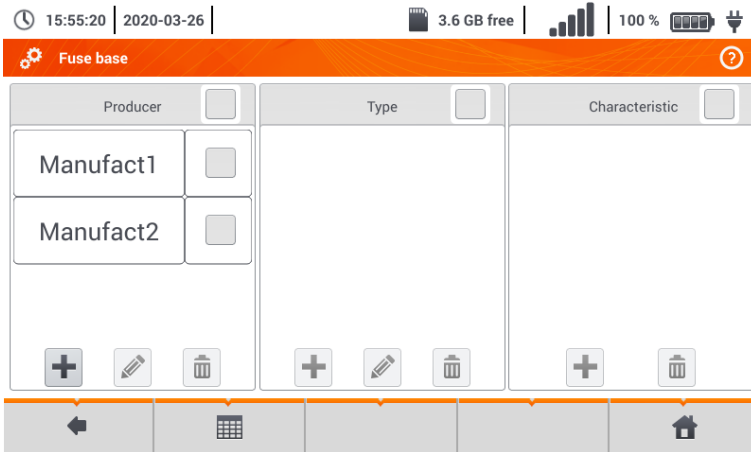 15:55:20 2020-03-26 3.6 GB free 100 %
Fuse base ?
Producer Type Characteristic
Manufact1
Manufact2